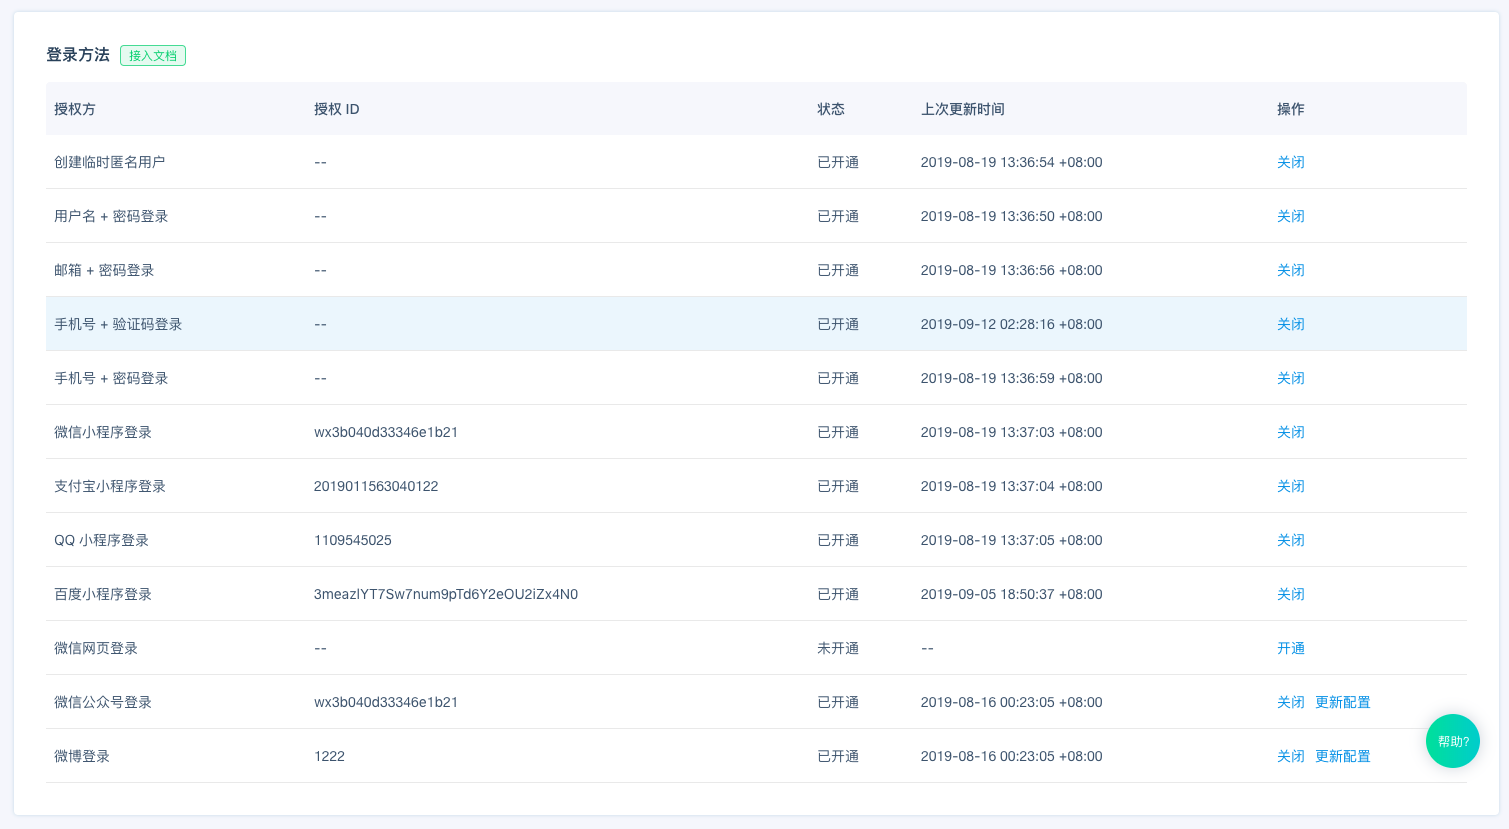 登录方法 接入文档
授权方 授权 ID 状态 上次更新时间 操作
创建临时匿名用户 -- 已开通 2019-08-19 13:36:54 +08:00 关闭
用户名 + 密码登录 -- 已开通 2019-08-19 13:36:50 +08:00 关闭
邮箱 + 密码登录 -- 已开通 2019-08-19 13:36:56 +08:00 关闭
手机号 + 验证码登录 -- 已开通 2019-09-12 02:28:16 +08:00 关闭
手机号 + 密码登录 -- 已开通 2019-08-19 13:36:59 +08:00 关闭
微信小程序登录 wx3b040d33346e1b21 已开通 2019-08-19 13:37:03 +08:00 关闭
支付宝小程序登录 2019011563040122 已开通 2019-08-19 13:37:04 +08:00 关闭
QQ 小程序登录 1109545025 已开通 2019-08-19 13:37:05 +08:00 关闭
百度小程序登录 3meazlYT7Sw7num9pTd6Y2eOU2iZx4N0 已开通 2019-09-05 18:50:37 +08:00 关闭
微信网页登录 -- 未开通 -- 开通
微信公众号登录 wx3b040d33346e1b21 已开通 2019-08-16 00:23:05 +08:00 关闭 更新配置
微博登录 1222 已开通 2019-08-16 00:23:05 +08:00 关闭 更新配置
帮助?